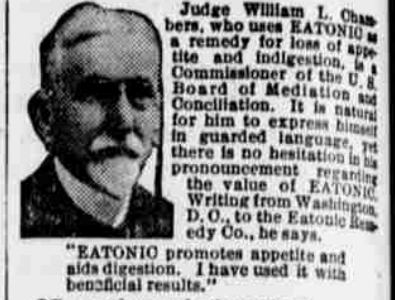 Judge William L. Cham-
bers, who uses EATONIC as
a remedy for loss of appe-
tite and indigestion, is a
Commissioner of the U. S.
Board of Mediation and
Conciliation. It is natural
for him to express himself
in guarded language, yet
there is no hesitation in his
pronouncement regarding
the value of EATONIC.
Writing from Washington,
D. C., to the Eatonic Rem-
edy Co., he says,
"EATONIC promotes appetite and
aids digestion. I have used it with
beneficial results."